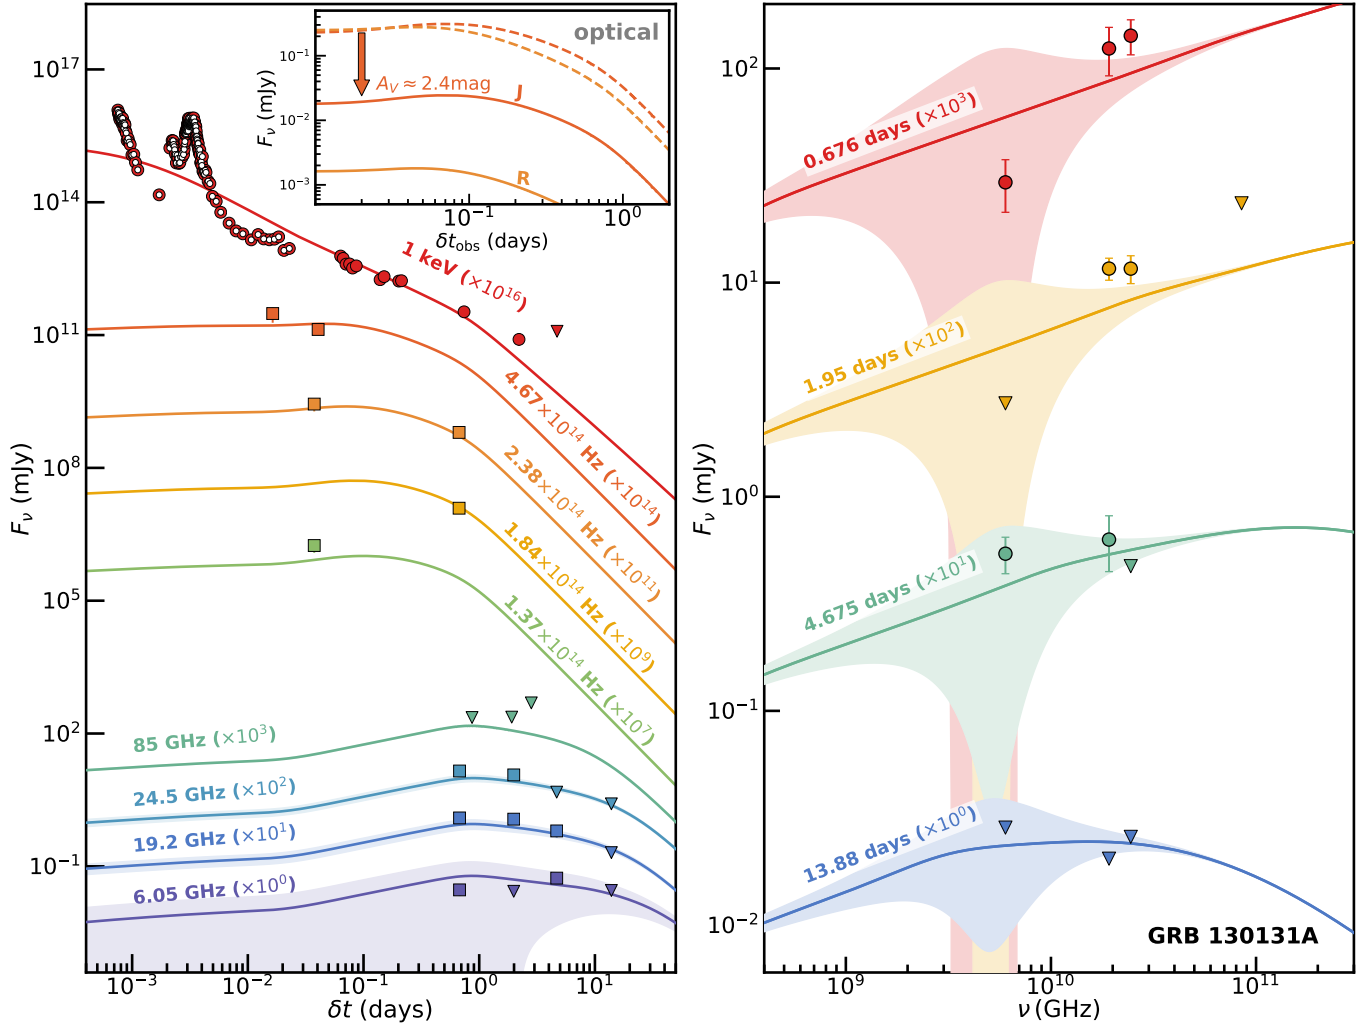 10^17
10^14
10^11
10^8
10^5
10^2
10^−1
F_ν (mJy)
10^−3
10^−2
10^−1
10^0
10^1
δt (days)
1 keV (×10^16)
4.67×10^14 Hz (×10^14)
2.38×10^14 Hz (×10^11)
1.84×10^14 Hz (×10^9)
1.37×10^14 Hz (×10^7)
85 GHz (×10^3)
24.5 GHz (×10^2)
19.2 GHz (×10^1)
6.05 GHz (×10^0)
optical
10^−1
10^−2
10^−3
F_ν (mJy)
A_V ≈ 2.4mag
J
R
10^−1
10^0
δt_obs (days)
10^2
10^1
10^0
10^−1
10^−2
F_ν (mJy)
0.676 days (×10^3)
1.95 days (×10^2)
4.675 days (×10^1)
13.88 days (×10^0)
GRB 130131A
10^9
10^10
10^11
ν (GHz)